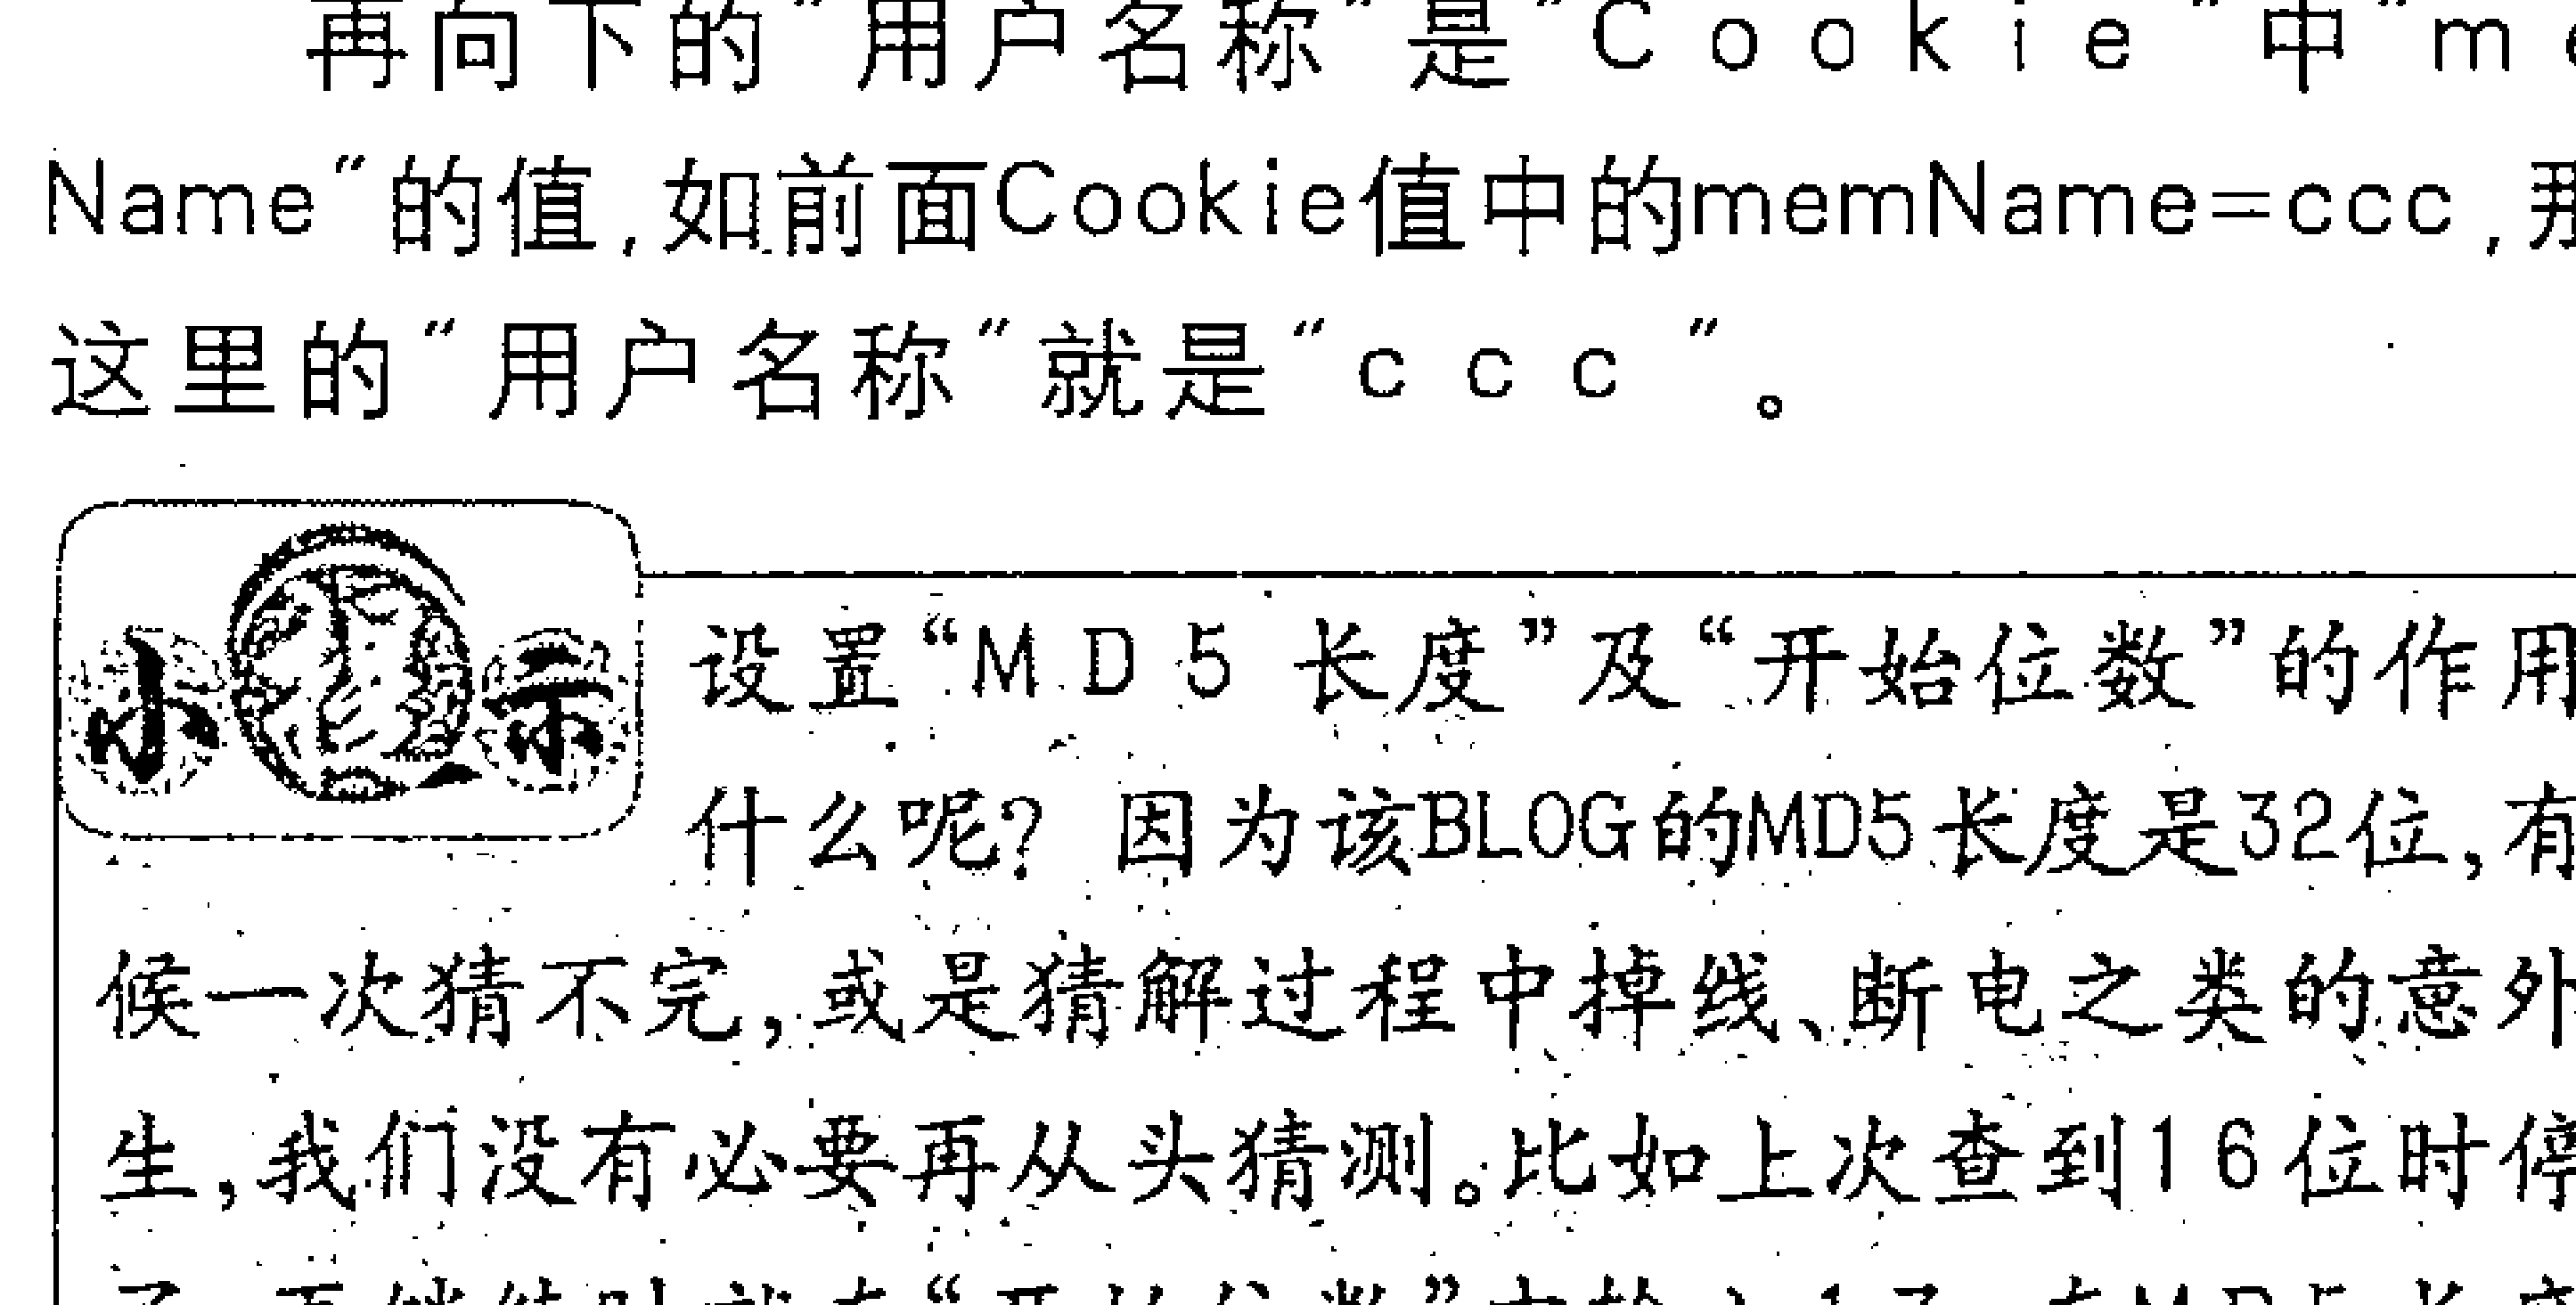 再向下的“用户名称”是“Cookie”中“m
Name”的值,如前面Cookie值中的memName=ccc,那
这里的“用户名称”就是“ccc”。
小 示
设置“MD5长度”及“开始位数”的作用
什么呢？因为该BLOG的MD5长度是32位,有
候一次猜不完,或是猜解过程中掉线、断电之类的意外
生,我们没有必要再从头猜测。比如上次查到16位时停